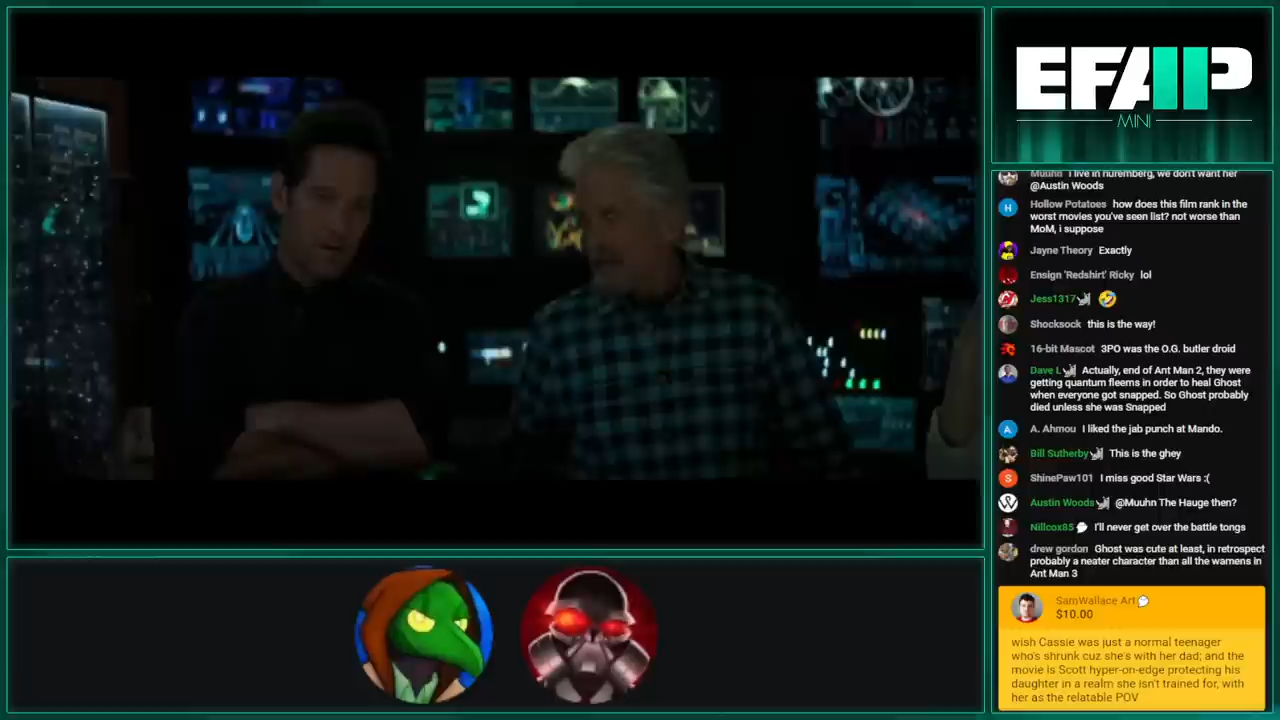 EFAP
MINI
Muuhn I live in nuremberg, we don't want her
@Austin Woods
Hollow Potatoes how does this film rank in the
worst movies you've seen list? not worse than
MoM, i suppose
Jayne Theory Exactly
Ensign 'Redshirt' Ricky lol
Jess1317 🤣
Shocksock this is the way!
16-bit Mascot 3PO was the O.G. butler droid
Dave L Actually, end of Ant Man 2, they were
getting quantum fleems in order to heal Ghost
when everyone got snapped. So Ghost probably
died unless she was Snapped
A. Ahmou I liked the jab punch at Mando.
Bill Sutherby This is the ghey
ShinePaw101 I miss good Star Wars :(
Austin Woods @Muuhn The Hauge then?
Nillcox85 I'll never get over the battle tongs
drew gordon Ghost was cute at least, in retrospect
probably a neater character than all the wamens in
Ant Man 3
SamWallace Art
$10.00
wish Cassie was just a normal teenager
who's shrunk cuz she's with her dad; and the
movie is Scott hyper-on-edge protecting his
daughter in a realm she isn't trained for, with
her as the relatable POV